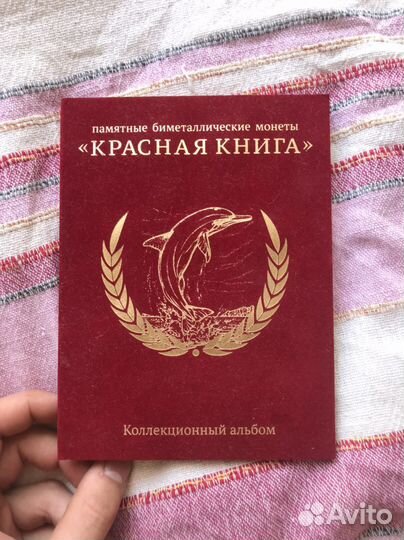 памятные биметаллические монеты
«КРАСНАЯ КНИГА»
Коллекционный альбом
Avito